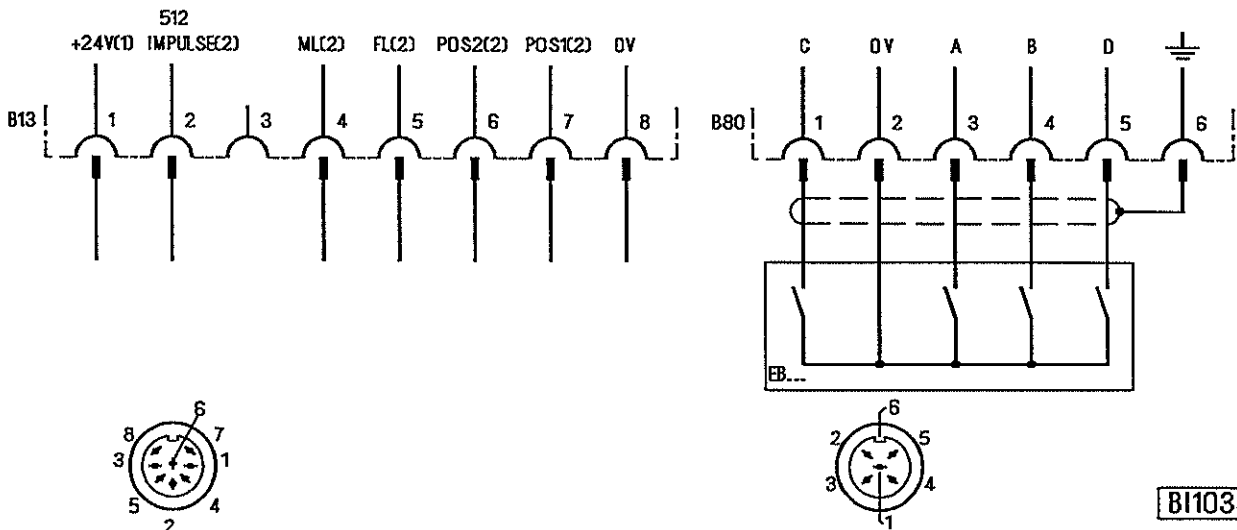 512
+24V(1) IMPULSE(2) ML(2) FL(2) POS2(2) POS1(2) 0V
B13 1 2 3 4 5 6 7 8
C 0V A B D
B80 1 2 3 4 5 6
EB...
6
8 7
3 1
5 4
2
6
2 5
3 4
1
BI103